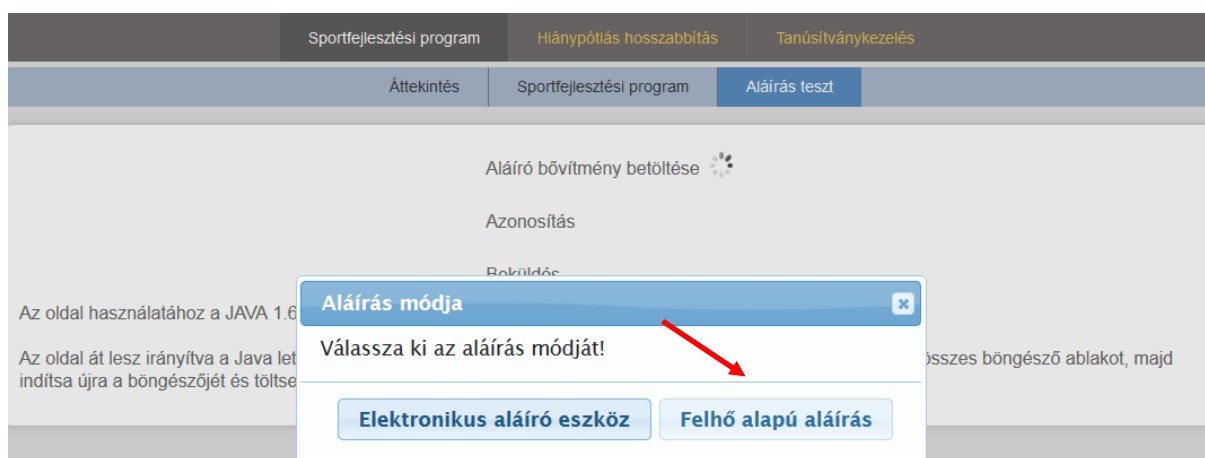 Sportfejlesztési program Hiánypótlás hosszabbítás Tanúsítványkezelés
Áttekintés Sportfejlesztési program Aláírás teszt
Aláíró bővítmény betöltése
Azonosítás
Beküldés
Aláírás módja
Válassza ki az aláírás módját!
Elektronikus aláíró eszköz Felhő alapú aláírás
Az oldal használatához a JAVA 1.6
Az oldal át lesz irányítva a Java let összes böngésző ablakot, majd
indítsa újra a böngészőjét és töltse